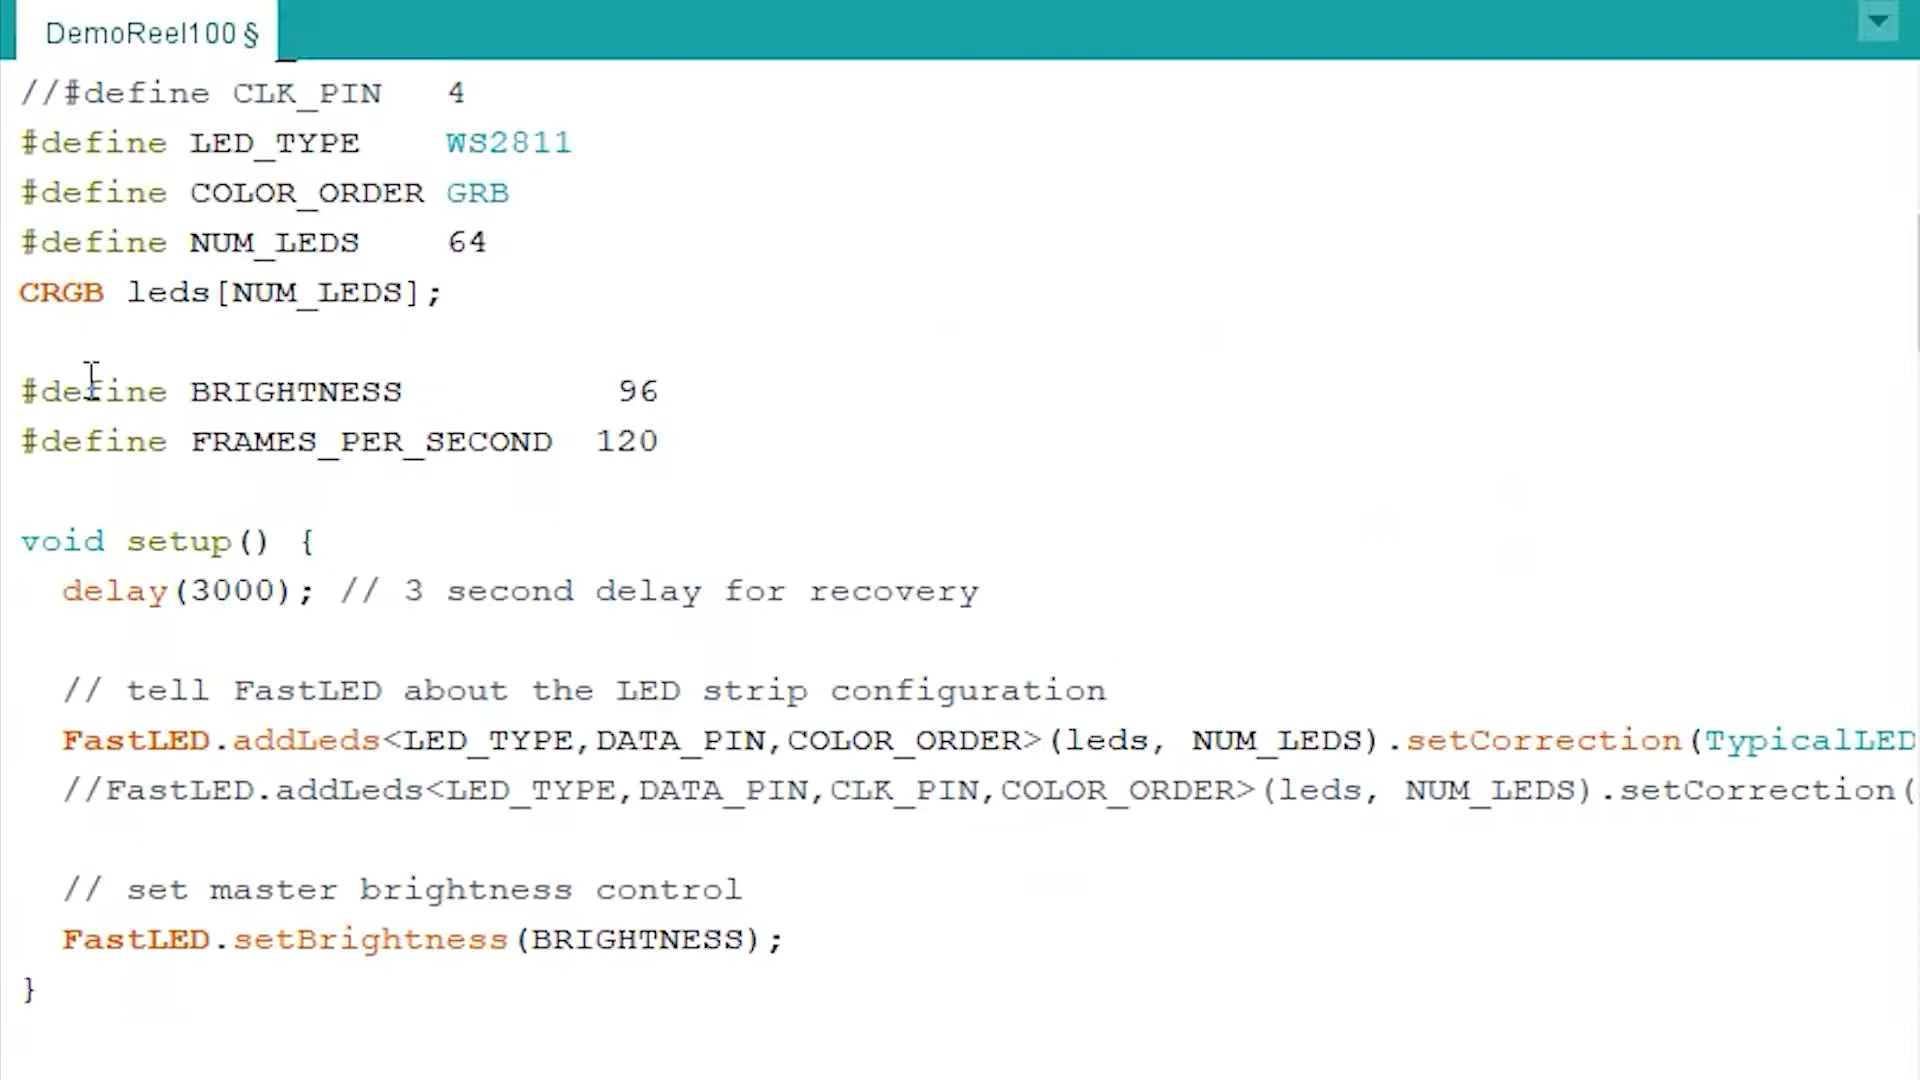 DemoReel100 §
//#define CLK_PIN   4
#define LED_TYPE    WS2811
#define COLOR_ORDER GRB
#define NUM_LEDS    64
CRGB leds[NUM_LEDS];
#define BRIGHTNESS          96
#define FRAMES_PER_SECOND  120
void setup() {
  delay(3000); // 3 second delay for recovery
  // tell FastLED about the LED strip configuration
  FastLED.addLeds<LED_TYPE,DATA_PIN,COLOR_ORDER>(leds, NUM_LEDS).setCorrection(TypicalLED
  //FastLED.addLeds<LED_TYPE,DATA_PIN,CLK_PIN,COLOR_ORDER>(leds, NUM_LEDS).setCorrection(
  // set master brightness control
  FastLED.setBrightness(BRIGHTNESS);
}